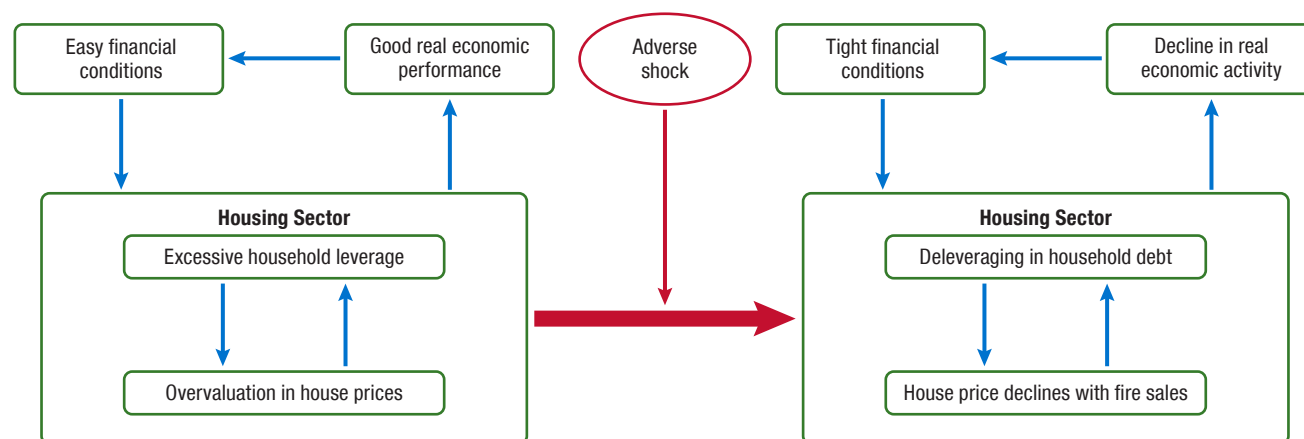 Easy financial
conditions
Good real economic
performance
Adverse
shock
Tight financial
conditions
Decline in real
economic activity
Housing Sector
Excessive household leverage
Overvaluation in house prices
Housing Sector
Deleveraging in household debt
House price declines with fire sales